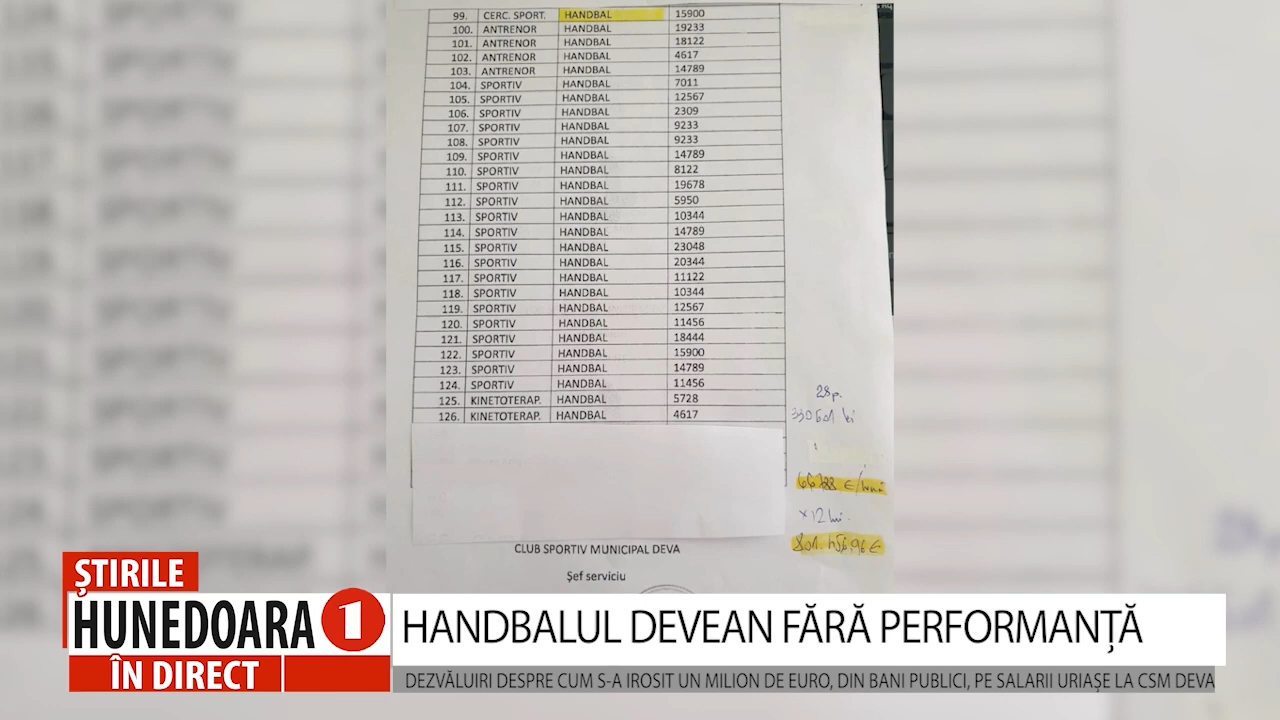 99. CERC. SPORT. HANDBAL 15900
100. ANTRENOR HANDBAL 19233
101. ANTRENOR HANDBAL 18122
102. ANTRENOR HANDBAL 4617
103. ANTRENOR HANDBAL 14789
104. SPORTIV HANDBAL 7011
105. SPORTIV HANDBAL 12567
106. SPORTIV HANDBAL 2309
107. SPORTIV HANDBAL 9233
108. SPORTIV HANDBAL 9233
109. SPORTIV HANDBAL 14789
110. SPORTIV HANDBAL 8122
111. SPORTIV HANDBAL 19678
112. SPORTIV HANDBAL 5950
113. SPORTIV HANDBAL 10344
114. SPORTIV HANDBAL 14789
115. SPORTIV HANDBAL 23048
116. SPORTIV HANDBAL 20344
117. SPORTIV HANDBAL 11122
118. SPORTIV HANDBAL 10344
119. SPORTIV HANDBAL 12567
120. SPORTIV HANDBAL 11456
121. SPORTIV HANDBAL 18444
122. SPORTIV HANDBAL 15900
123. SPORTIV HANDBAL 14789
124. SPORTIV HANDBAL 11456
125. KINETOTERAP. HANDBAL 5728
126. KINETOTERAP. HANDBAL 4617
28p.
330601 lei
€/lună
×12 luni
CLUB SPORTIV MUNICIPAL DEVA
Șef serviciu
ȘTIRILE
HUNEDOARA 1
ÎN DIRECT
HANDBALUL DEVEAN FĂRĂ PERFORMANȚĂ
DEZVĂLUIRI DESPRE CUM S-A IROSIT UN MILION DE EURO, DIN BANI PUBLICI, PE SALARII URIAȘE LA CSM DEVA